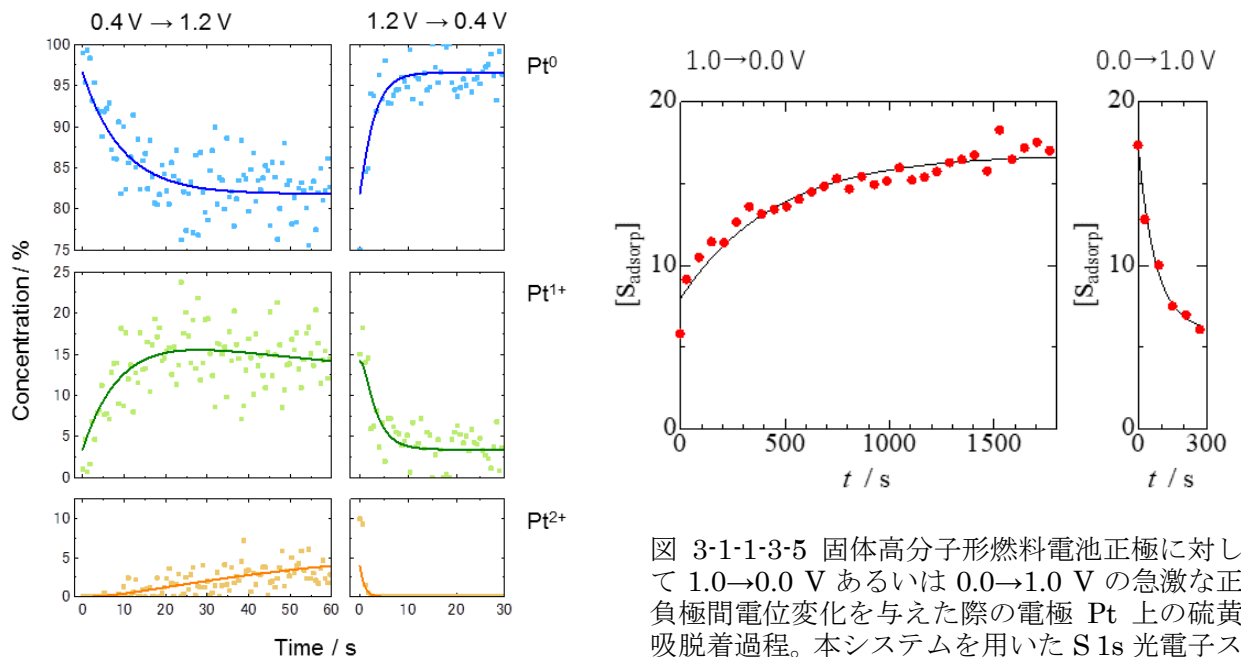 0.4 V → 1.2 V
1.2 V → 0.4 V
100
95
90
85
80
75
Pt0
25
20
15
10
5
0
Pt1+
10
5
0
Pt2+
0 10 20 30 40 50 60
0 10 20 30
Concentration / %
Time / s
1.0→0.0 V
0.0→1.0 V
20
10
0
[Sadsorp]
0 500 1000 1500
t / s
20
10
0
[Sadsorp]
0 300
t / s
図 3-1-1-3-5 固体高分子形燃料電池正極に対し
て 1.0→0.0 V あるいは 0.0→1.0 V の急激な正
負極間電位変化を与えた際の電極 Pt 上の硫黄
吸脱着過程。本システムを用いた S 1s 光電子ス